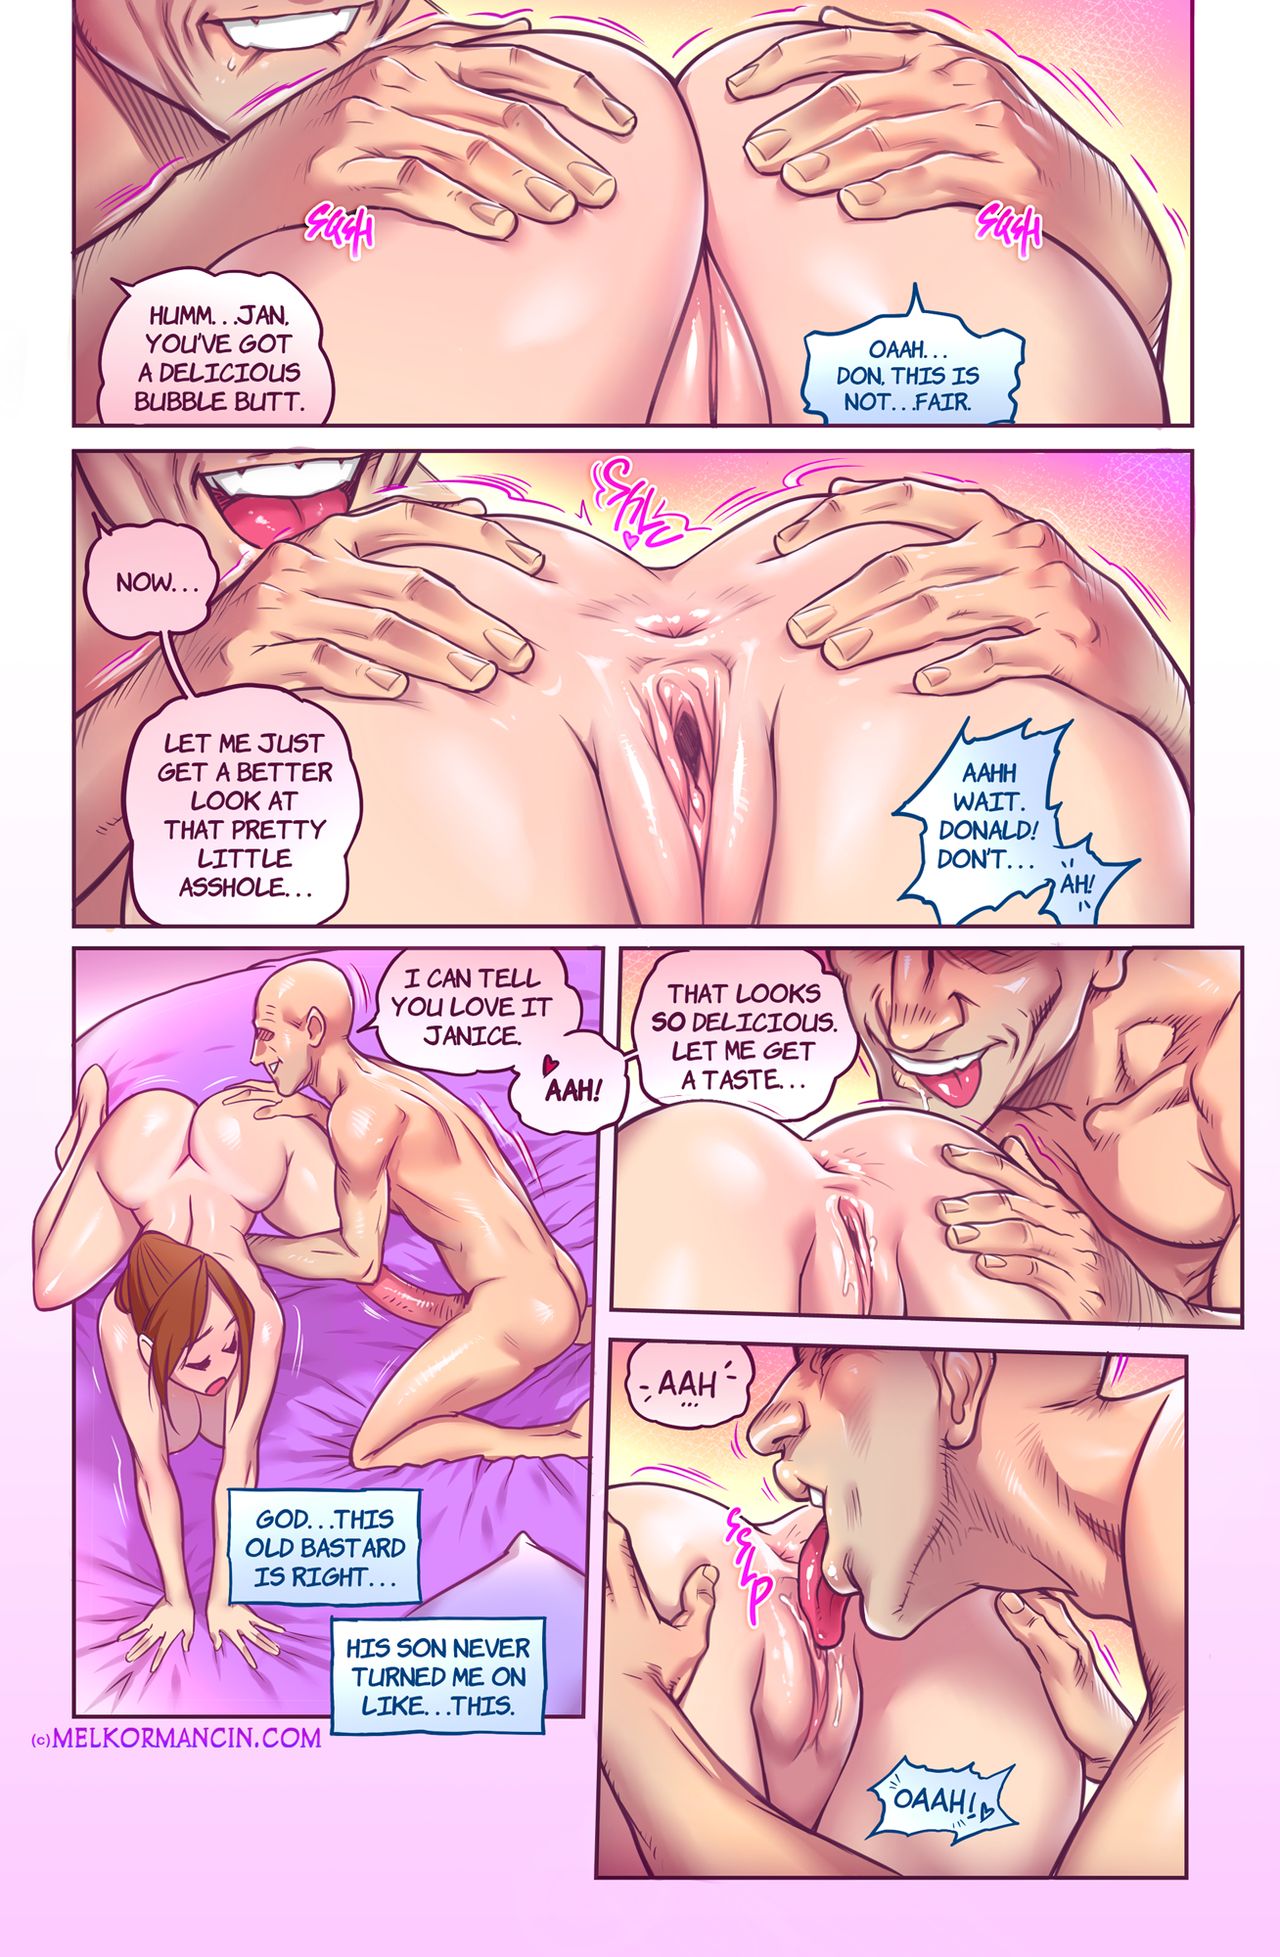 SQSH
SQSH
HUMM...JAN,
YOU'VE GOT
A DELICIOUS
BUBBLE BUTT.
OAAH...
DON, THIS IS
NOT...FAIR.
NOW...
LET ME JUST
GET A BETTER
LOOK AT
THAT PRETTY
LITTLE
ASSHOLE...
AAHH
WAIT.
DONALD!
DON'T...
AH!
I CAN TELL
YOU LOVE IT
JANICE.
AAH!
GOD...THIS
OLD BASTARD
IS RIGHT...
HIS SON NEVER
TURNED ME ON
LIKE...THIS.
THAT LOOKS
SO DELICIOUS.
LET ME GET
A TASTE...
AAH
...
OAAH!
(c)MELKORMANCIN.COM